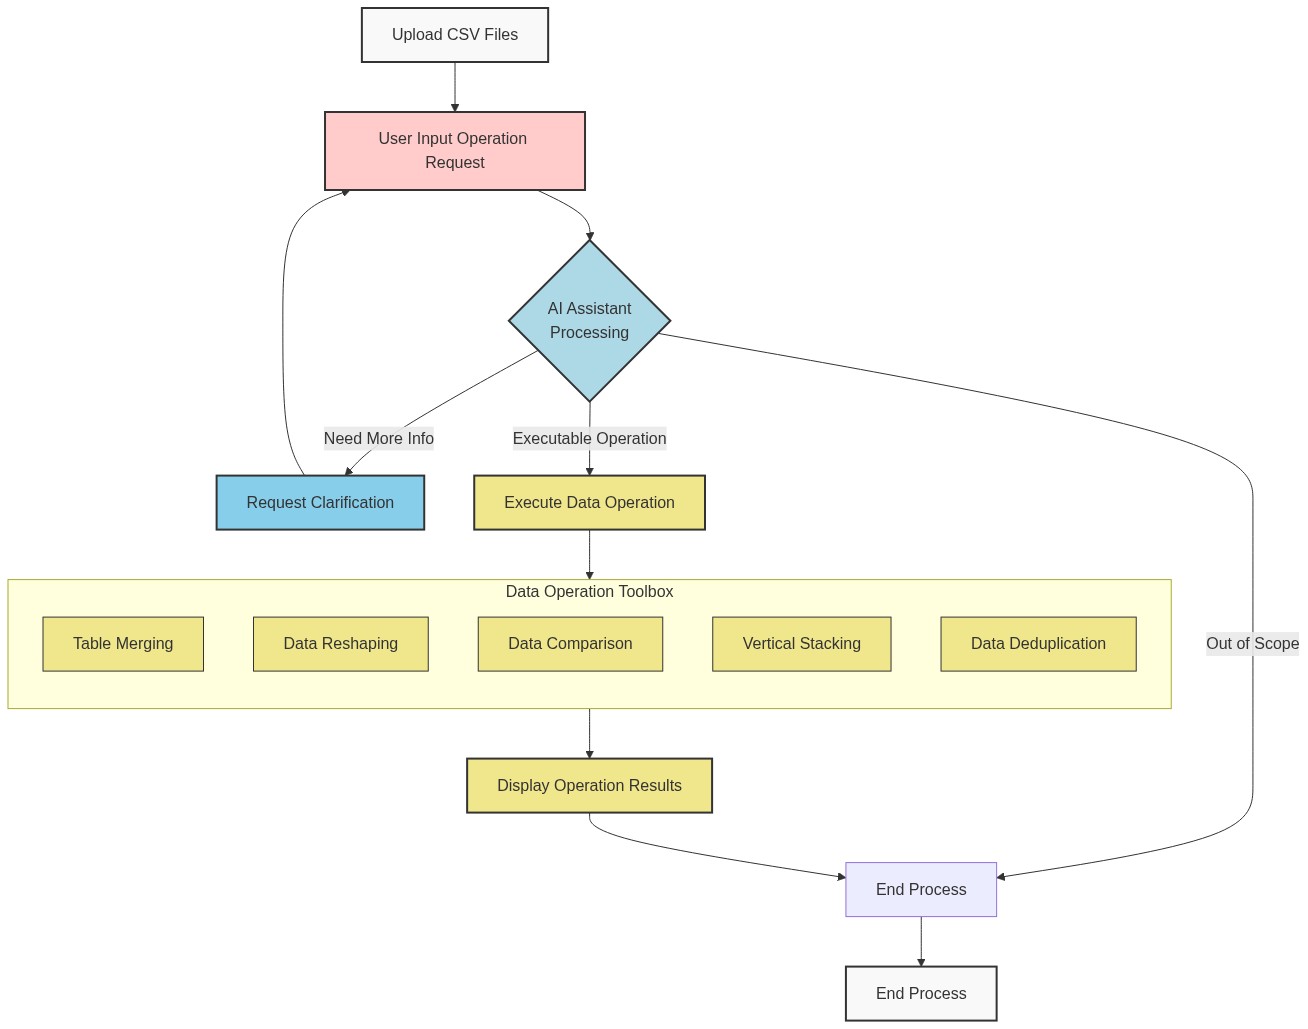 Upload CSV Files
User Input Operation
Request
AI Assistant
Processing
Need More Info
Executable Operation
Request Clarification
Execute Data Operation
Data Operation Toolbox
Table Merging
Data Reshaping
Data Comparison
Vertical Stacking
Data Deduplication
Out of Scope
Display Operation Results
End Process
End Process